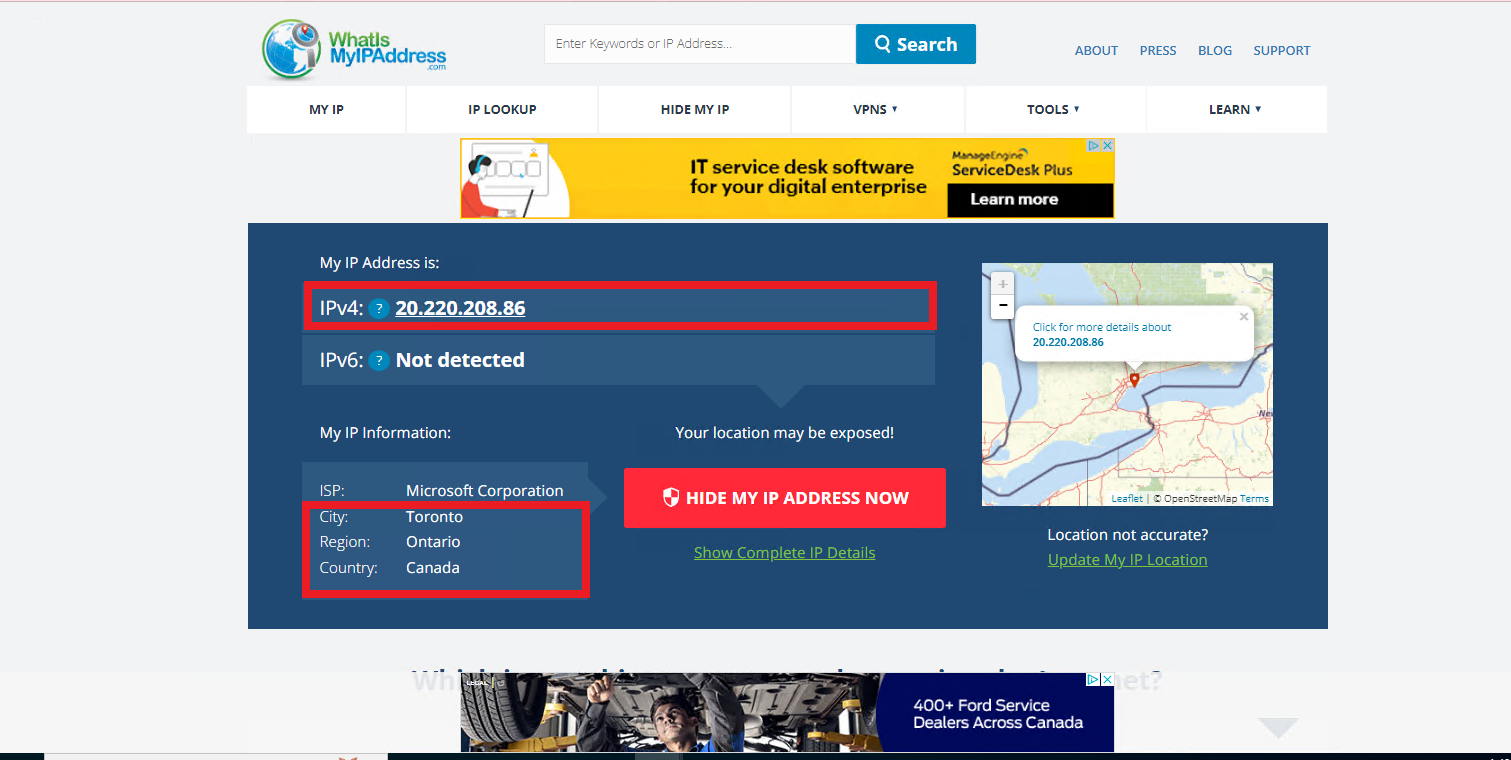 WhatIs
MyIPAddress
.com
Enter Keywords or IP Address...
Search
ABOUT
PRESS
BLOG
SUPPORT
MY IP
IP LOOKUP
HIDE MY IP
VPNS ▾
TOOLS ▾
LEARN ▾
IT service desk software
for your digital enterprise
ManageEngine
ServiceDesk Plus
Learn more
My IP Address is:
IPv4: ? 20.220.208.86
IPv6: ? Not detected
My IP Information:
ISP: Microsoft Corporation
City: Toronto
Region: Ontario
Country: Canada
Your location may be exposed!
HIDE MY IP ADDRESS NOW
Show Complete IP Details
+
−
×
Click for more details about
20.220.208.86
New
Leaflet | © OpenStreetMap Terms
Location not accurate?
Update My IP Location
LEGAL
400+ Ford Service
Dealers Across Canada